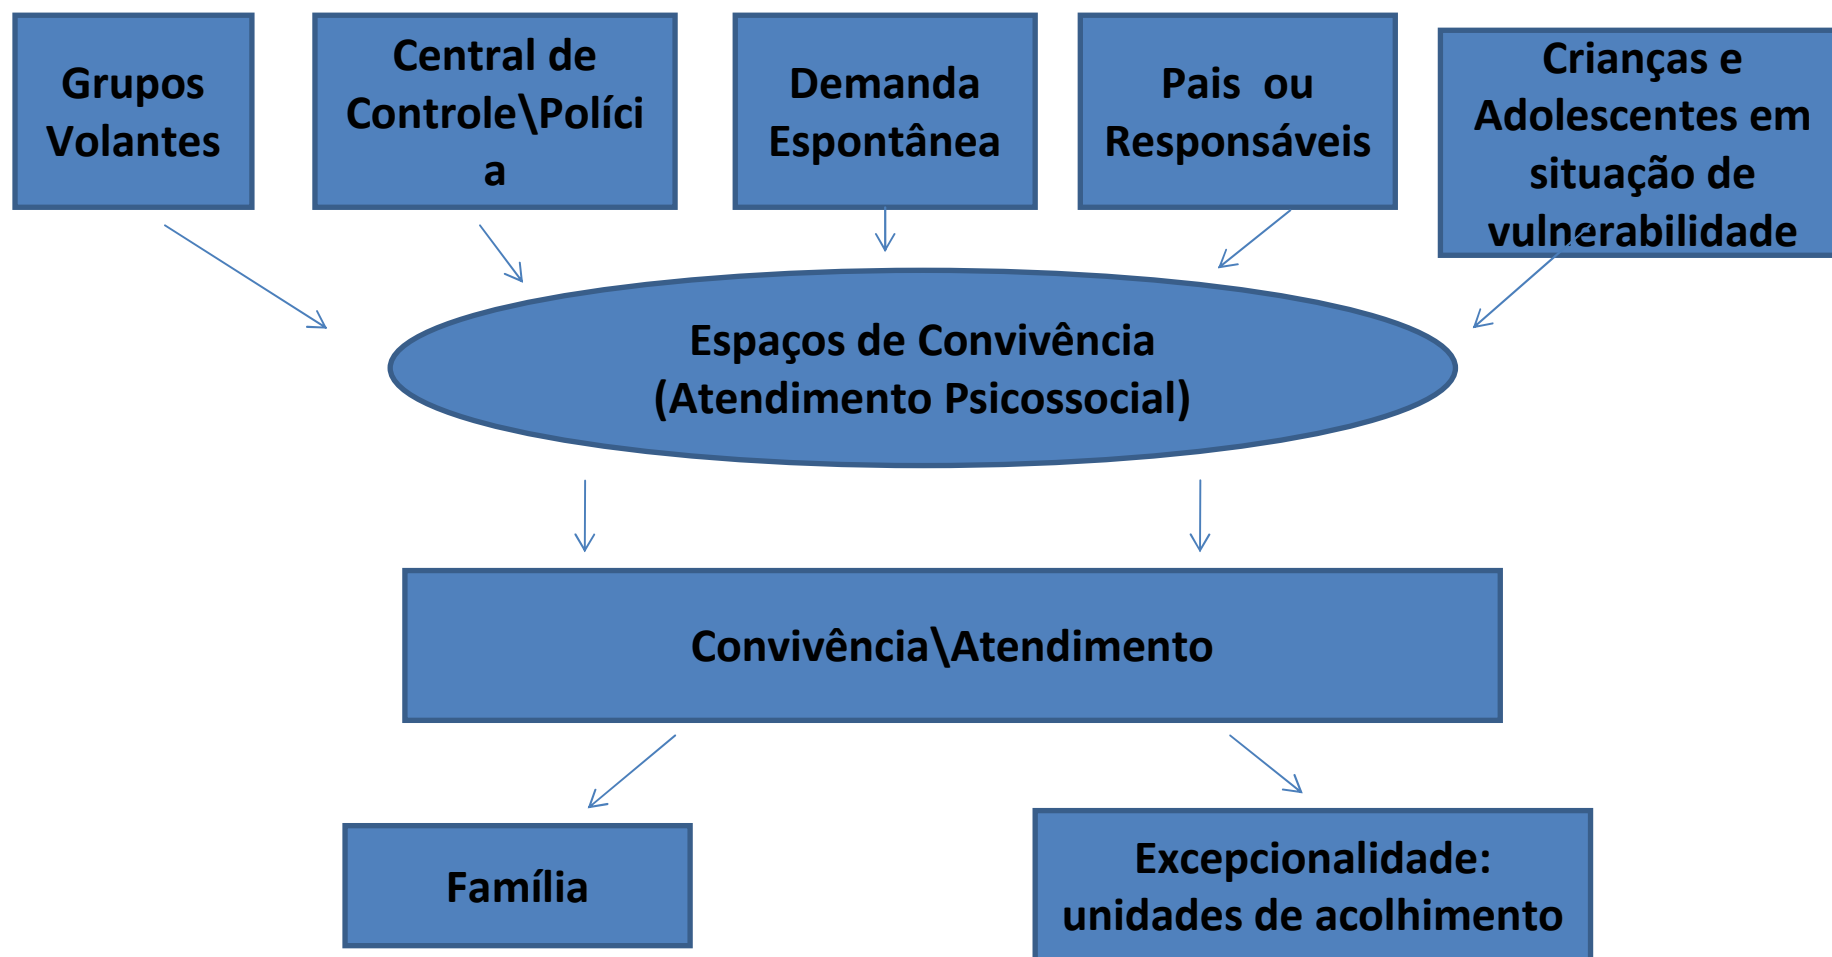 Grupos
Volantes
Central de
Controle\Políci
a
Demanda
Espontânea
Pais  ou
Responsáveis
Crianças e
Adolescentes em
situação de
vulnerabilidade
Espaços de Convivência
(Atendimento Psicossocial)
Convivência\Atendimento
Família
Excepcionalidade:
unidades de acolhimento